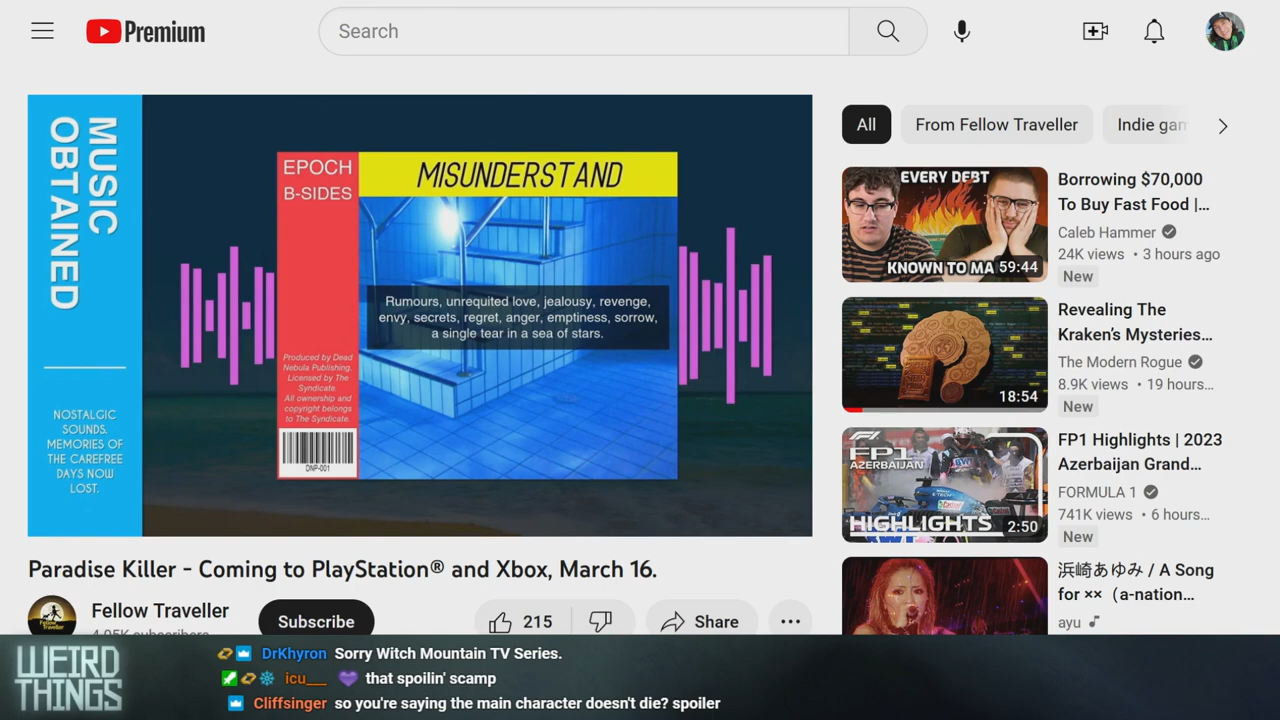 Premium
Search
MUSIC
OBTAINED
NOSTALGIC
SOUNDS.
MEMORIES OF
THE CAREFREE
DAYS NOW
LOST.
EPOCH
B-SIDES
Produced by Dead
Nebula Publishing.
Licensed by The
Syndicate.
All ownership and
copyright belongs
to The Syndicate.
DNP-001
MISUNDERSTAND
Rumours, unrequited love, jealousy, revenge,
envy, secrets, regret, anger, emptiness, sorrow,
a single tear in a sea of stars.
Paradise Killer - Coming to PlayStation® and Xbox, March 16.
Fellow Traveller
4.95K subscribers
Subscribe
215
Share
All
From Fellow Traveller
Indie gam
EVERY DEBT
KNOWN TO MA
59:44
Borrowing $70,000
To Buy Fast Food |...
Caleb Hammer
24K views • 3 hours ago
New
18:54
Revealing The
Kraken's Mysteries...
The Modern Rogue
8.9K views • 19 hours...
New
F1
FP1
AZERBAIJAN
HIGHLIGHTS
2:50
FP1 Highlights | 2023
Azerbaijan Grand...
FORMULA 1
741K views • 6 hours...
New
浜崎あゆみ / A Song
for ×× （a-nation...
ayu
WEIRD
THINGS
DrKhyron Sorry Witch Mountain TV Series.
icu___ that spoilin' scamp
Cliffsinger so you're saying the main character doesn't die? spoiler